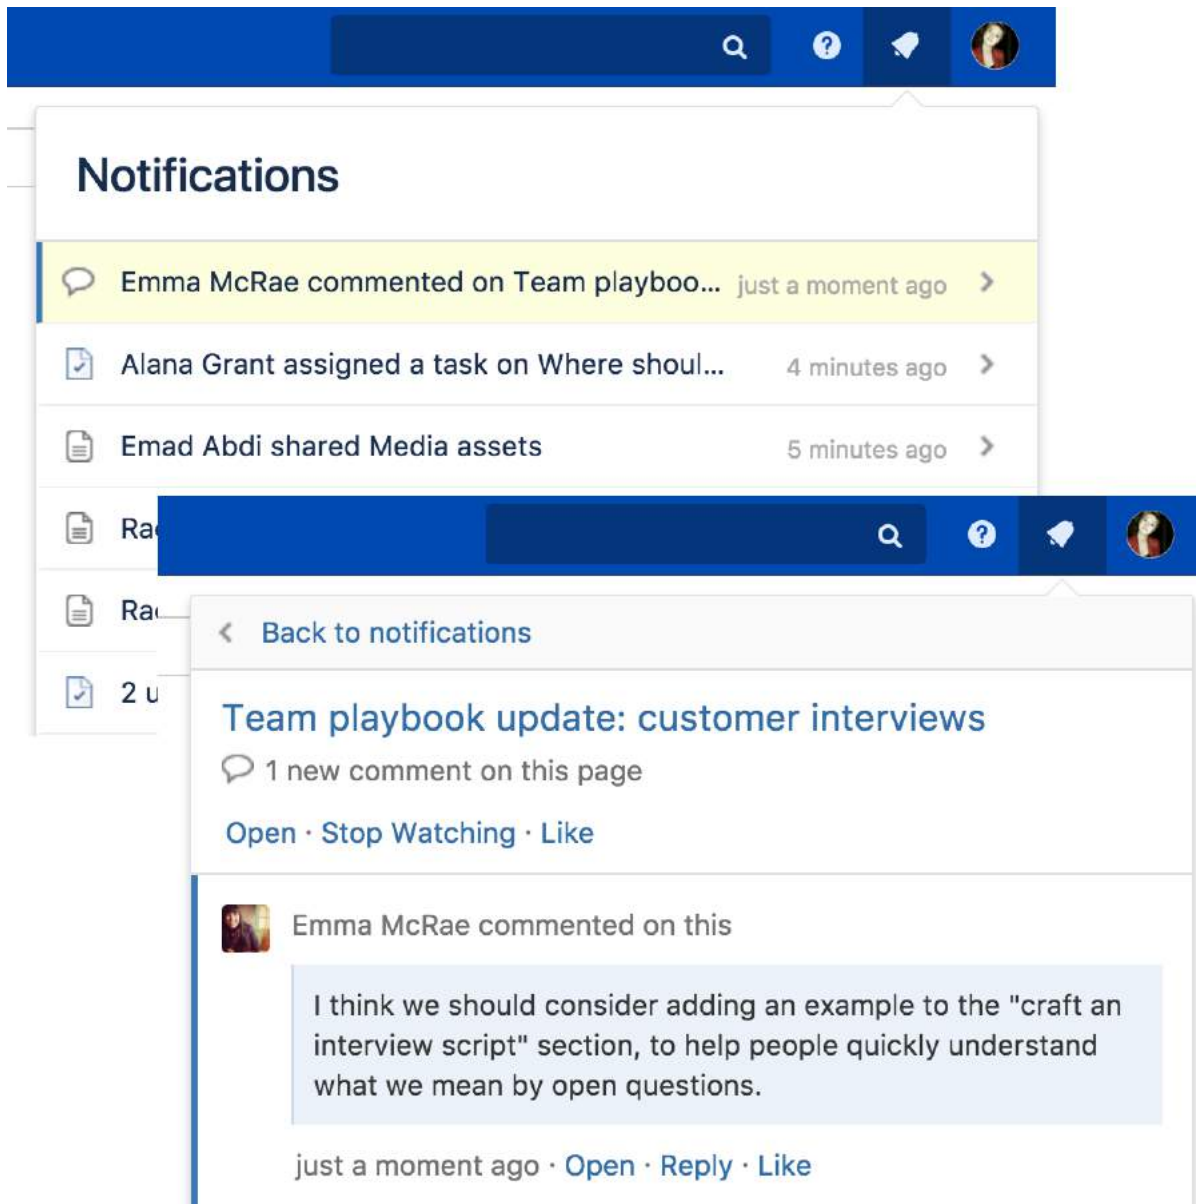 Notifications
Emma McRae commented on Team playboo... just a moment ago
Alana Grant assigned a task on Where shoul... 4 minutes ago
Emad Abdi shared Media assets 5 minutes ago
2 u
Back to notifications
Team playbook update: customer interviews
1 new comment on this page
Open · Stop Watching · Like
Emma McRae commented on this
I think we should consider adding an example to the "craft an
interview script" section, to help people quickly understand
what we mean by open questions.
just a moment ago · Open · Reply · Like